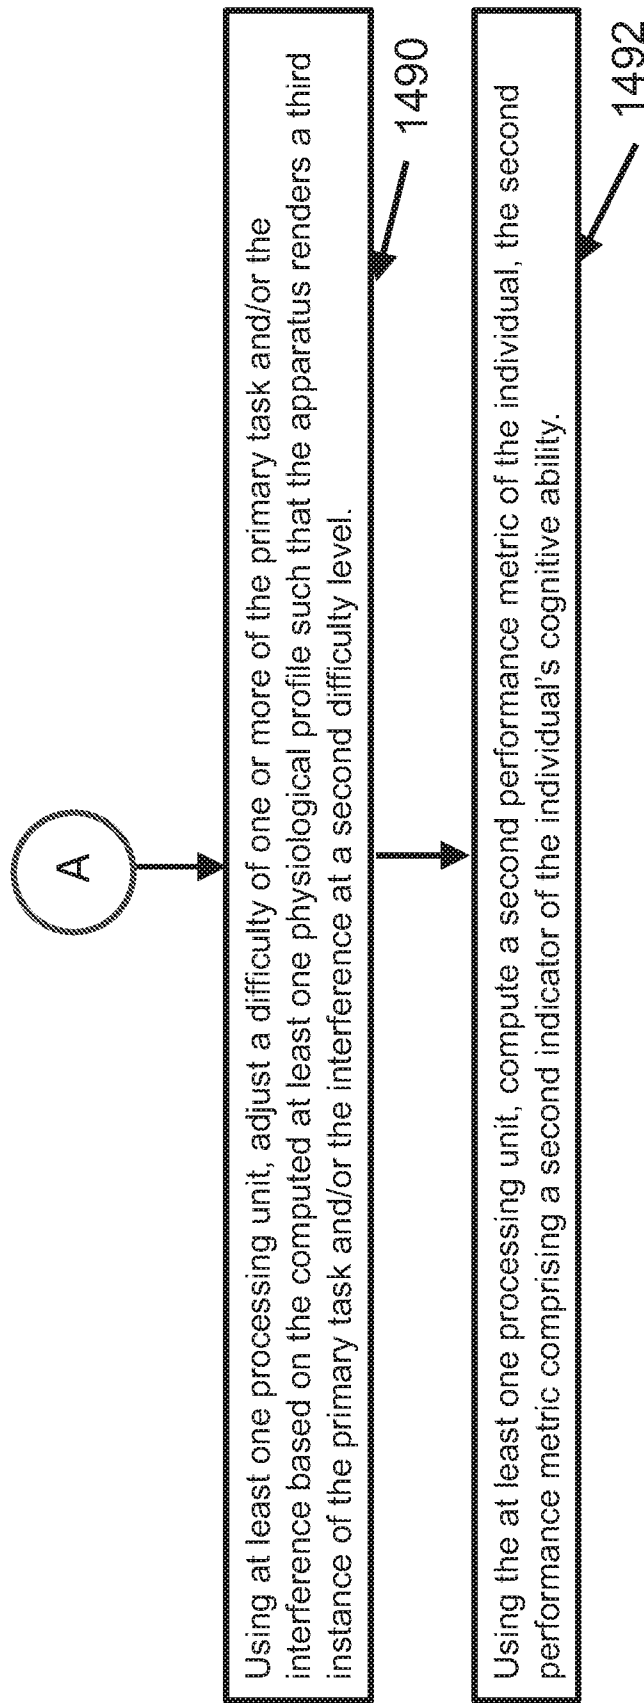 A
Using at least one processing unit, adjust a difficulty of one or more of the primary task and/or the
interference based on the computed at least one physiological profile such that the apparatus renders a third
instance of the primary task and/or the interference at a second difficulty level.
1490
Using the at least one processing unit, compute a second performance metric of the individual, the second
performance metric comprising a second indicator of the individual's cognitive ability.
1492